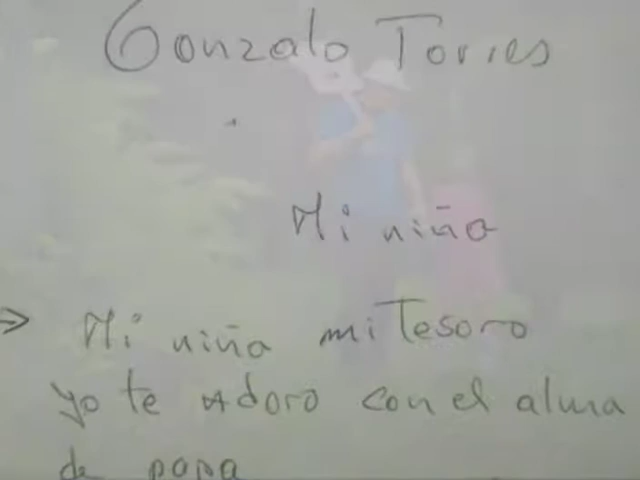 Gonzalo Torres
Mi niña
Mi niña mi Tesoro
yo te Adoro con el alma
de papa